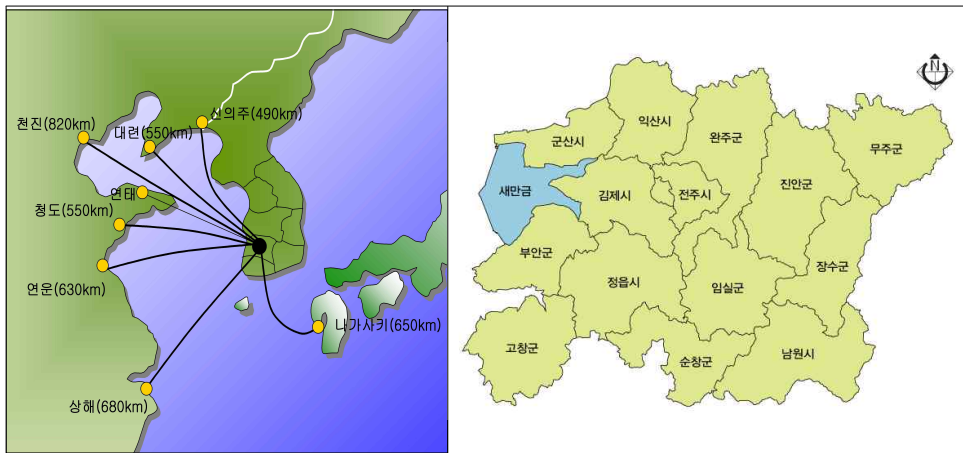 신의주(490km)
천진(820km)
대련(550km)
연태
청도(550km)
연운(630km)
나가사키(650km)
상해(680km)
N
익산시
군산시
완주군
무주군
새만금
김제시
전주시
진안군
부안군
장수군
정읍시
임실군
고창군
순창군
남원시